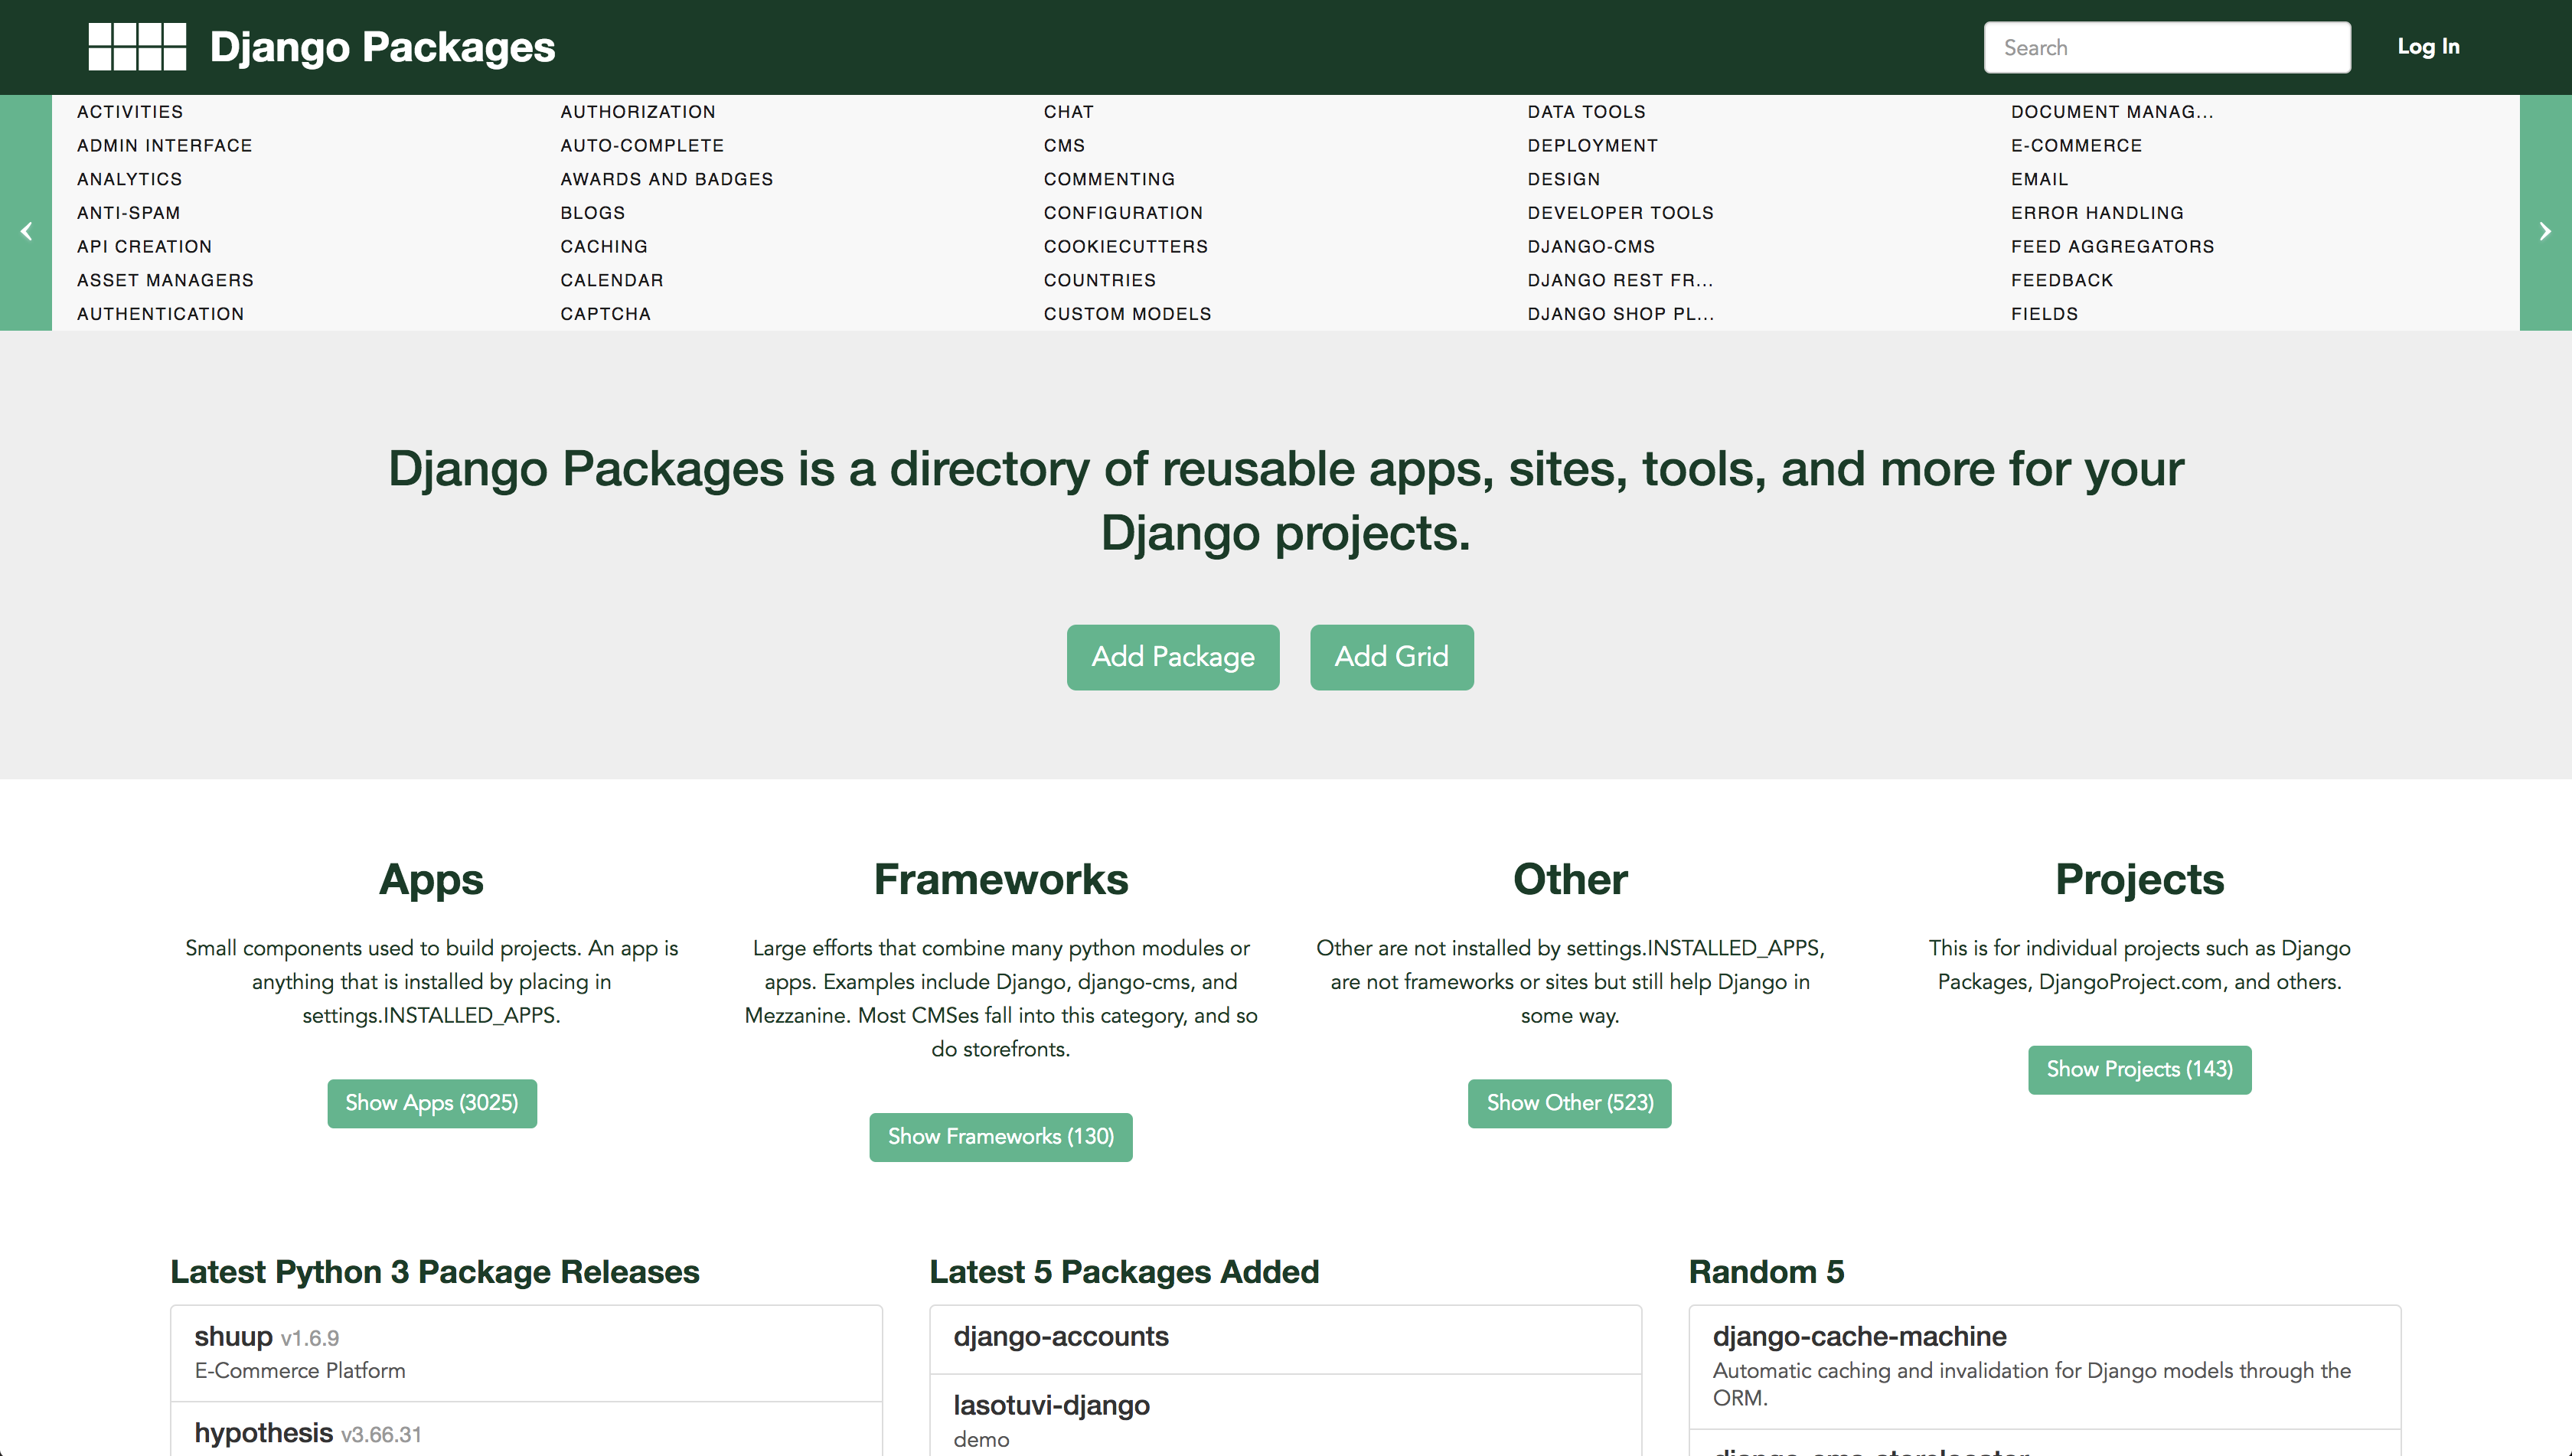 Django Packages
Search
Log In
ACTIVITIES
ADMIN INTERFACE
ANALYTICS
ANTI-SPAM
API CREATION
ASSET MANAGERS
AUTHENTICATION
AUTHORIZATION
AUTO-COMPLETE
AWARDS AND BADGES
BLOGS
CACHING
CALENDAR
CAPTCHA
CHAT
CMS
COMMENTING
CONFIGURATION
COOKIECUTTERS
COUNTRIES
CUSTOM MODELS
DATA TOOLS
DEPLOYMENT
DESIGN
DEVELOPER TOOLS
DJANGO-CMS
DJANGO REST FR...
DJANGO SHOP PL...
DOCUMENT MANAG...
E-COMMERCE
EMAIL
ERROR HANDLING
FEED AGGREGATORS
FEEDBACK
FIELDS
Django Packages is a directory of reusable apps, sites, tools, and more for your
Django projects.
Add Package
Add Grid
Apps
Small components used to build projects. An app is
anything that is installed by placing in
settings.INSTALLED_APPS.
Show Apps (3025)
Frameworks
Large efforts that combine many python modules or
apps. Examples include Django, django-cms, and
Mezzanine. Most CMSes fall into this category, and so
do storefronts.
Show Frameworks (130)
Other
Other are not installed by settings.INSTALLED_APPS,
are not frameworks or sites but still help Django in
some way.
Show Other (523)
Projects
This is for individual projects such as Django
Packages, DjangoProject.com, and others.
Show Projects (143)
Latest Python 3 Package Releases
shuup v1.6.9
E-Commerce Platform
hypothesis v3.66.31
Latest 5 Packages Added
django-accounts
lasotuvi-django
demo
Random 5
django-cache-machine
Automatic caching and invalidation for Django models through the
ORM.